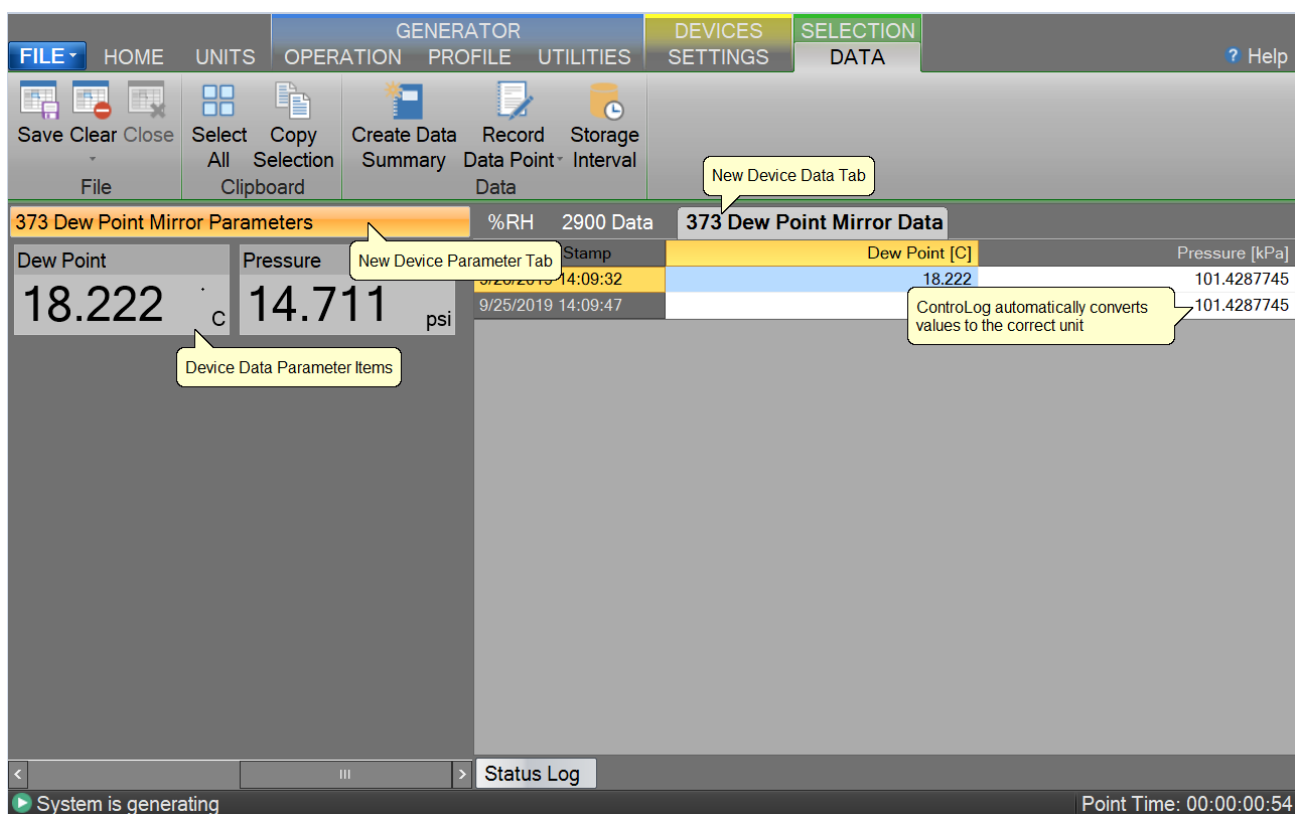 GENERATOR DEVICES SELECTION
FILE HOME UNITS OPERATION PROFILE UTILITIES SETTINGS DATA ? Help
Save Clear Close Select All Copy Selection Create Data Summary Record Data Point Storage Interval
File Clipboard Data
New Device Data Tab
373 Dew Point Mirror Parameters %RH 2900 Data 373 Dew Point Mirror Data
New Device Parameter Tab
Dew Point Pressure Stamp Dew Point [C] Pressure [kPa]
14:09:32 18.222 101.4287745
18.222 °C 14.711 psi 9/25/2019 14:09:47 101.4287745
ControLog automatically converts
values to the correct unit
Device Data Parameter Items
Status Log
System is generating Point Time: 00:00:00:54